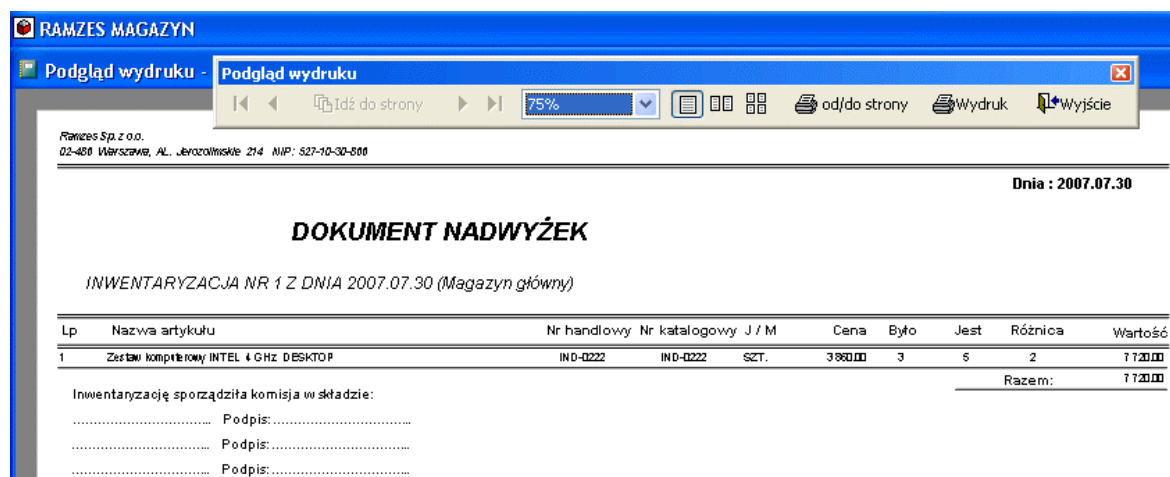 RAMZES MAGAZYN
Podgląd wydruku -
Podgląd wydruku
Idź do strony 75% od/do strony Wydruk Wyjście
Ramzes Sp. z o.o.
02-486 Warszawa, AL. Jerozolimskie 214 NIP: 527-10-30-866
Dnia : 2007.07.30
DOKUMENT NADWYŻEK
INWENTARYZACJA NR 1 Z DNIA 2007.07.30 (Magazyn główny)
Lp Nazwa artykułu Nr handlowy Nr katalogowy J / M Cena Było Jest Różnica Wartość
1 Zestaw komputerowy INTEL 4 GHz DESKTOP IND-0222 IND-0222 SZT. 3 860.00 3 5 2 7 720.00
Razem: 7 720.00
Inwentaryzację sporządziła komisja w składzie:
................................. Podpis:.................................
................................. Podpis:.................................
................................. Podpis:.................................